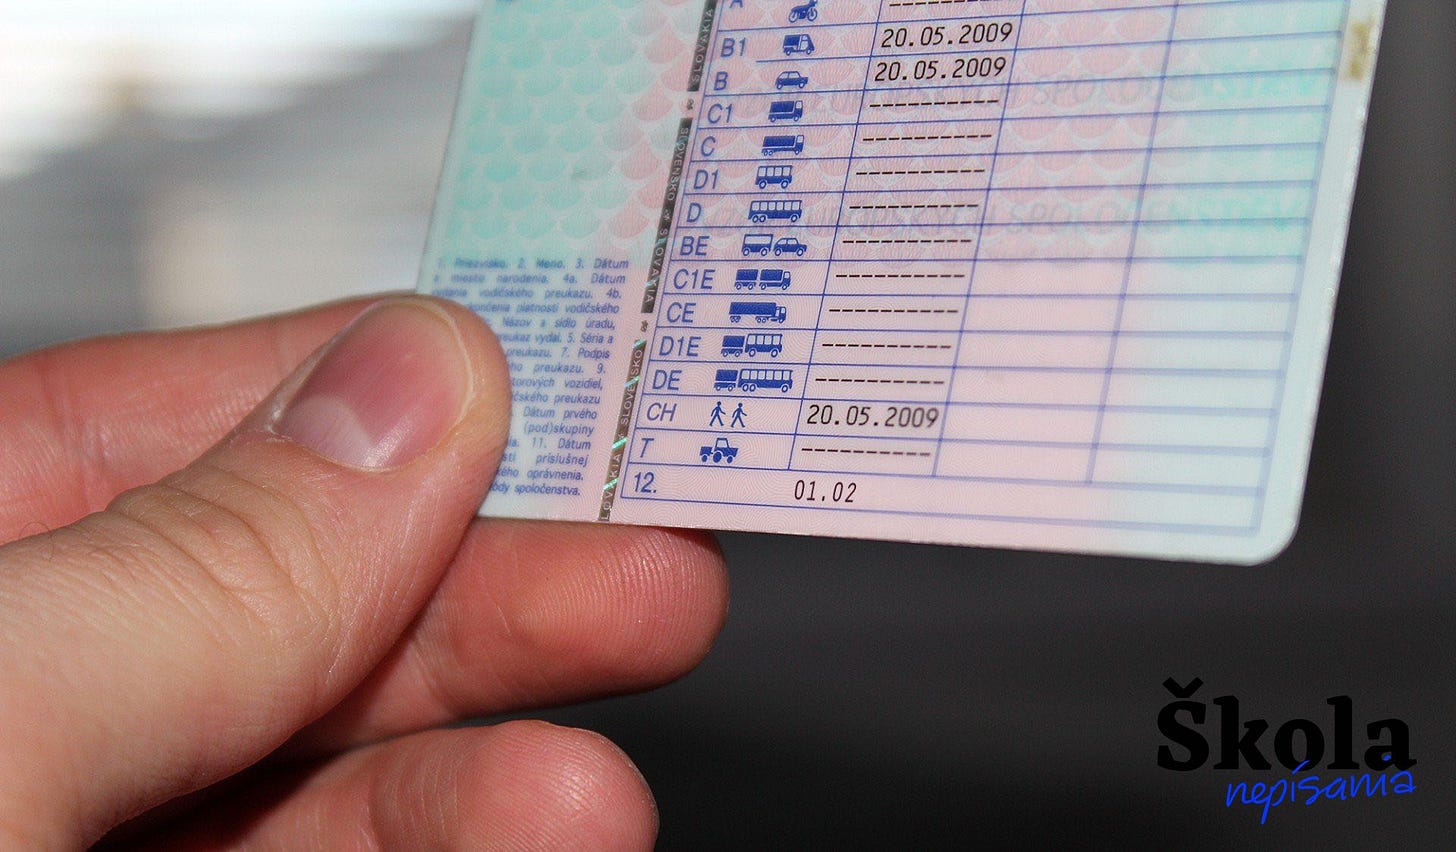 A ----------
B1 20.05.2009
B 20.05.2009
C1 ----------
C ----------
D1 ----------
D ----------
BE ----------
C1E ----------
CE ----------
D1E ----------
DE ----------
CH 20.05.2009
T ----------
12. 01.02
SLOVENSKO SLOVAKIA
1. Priezvisko. 2. Meno. 3. Dátum
miesto narodenia. 4a. Dátum
vodičského preukazu. 4b.
platnosti vodičského
Názov a sídlo úradu,
preukaz vydal. 5. Séria a
preukazu. 7. Podpis
preukazu. 9.
vozidiel,
preukazu
Dátum prvého
(pod)skupiny
11. Dátum
príslušnej
oprávnenia.
spoločenstva.
Škola
nepísania